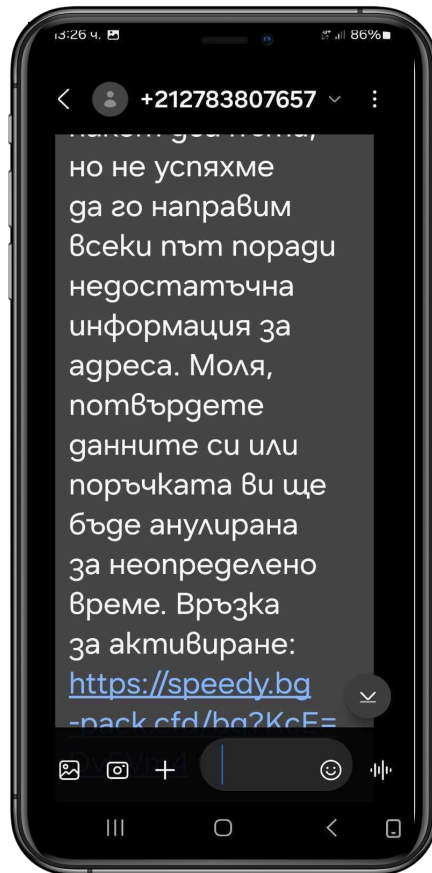 13:26 ч.
86%
+212783807657
но не успяхме
да го направим
всеки път поради
недостатъчна
информация за
адреса. Моля,
потвърдете
данните си или
поръчката ви ще
бъде анулирана
за неопределено
време. Връзка
за активиране:
https://speedy.bg
-pack.cfd/bg?KcE=